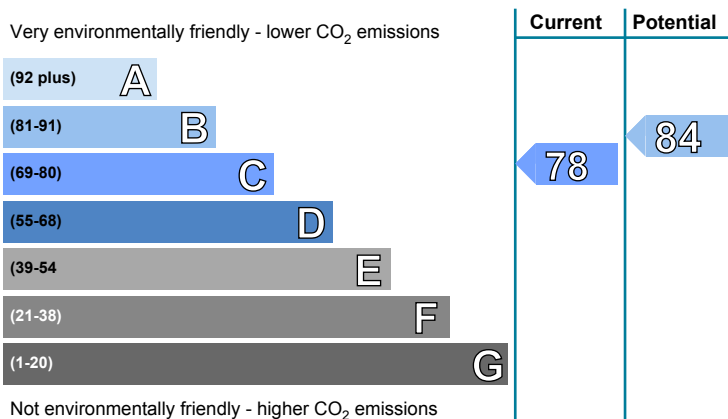 Current Potential
Very environmentally friendly - lower CO2 emissions
(92 plus) A
(81-91) B
84
(69-80) C
78
(55-68) D
(39-54 E
(21-38) F
(1-20) G
Not environmentally friendly - higher CO2 emissions